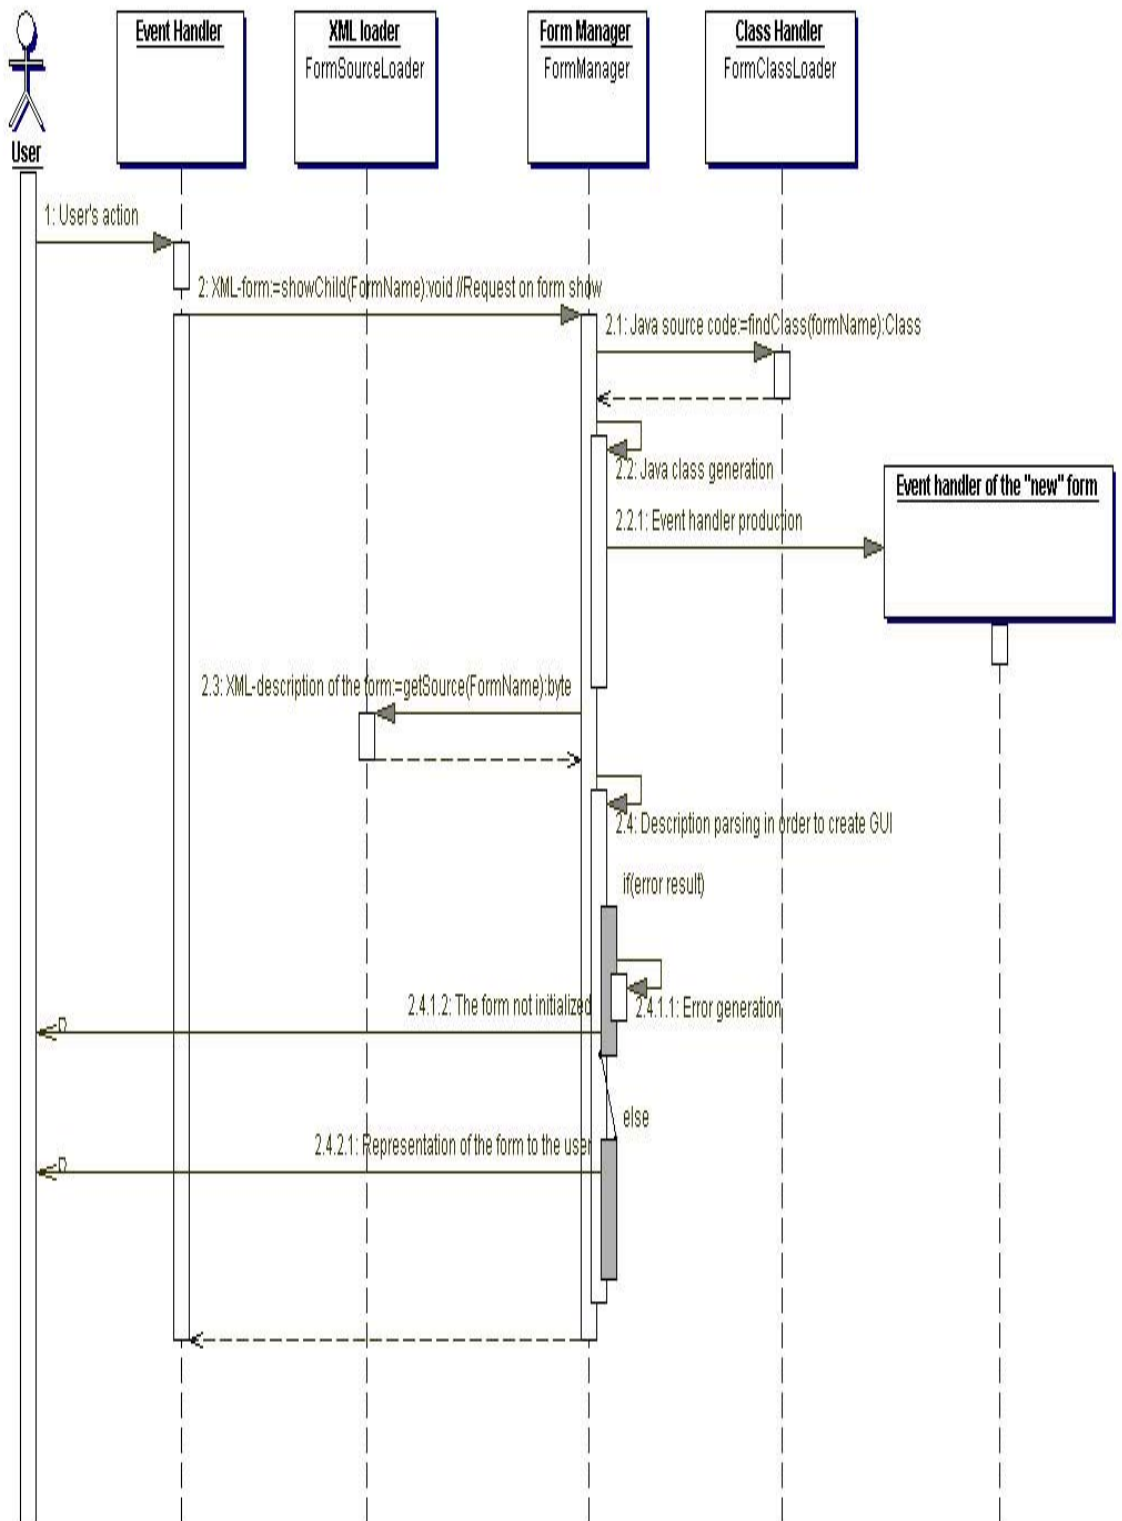 Event Handler
XML loader
FormSourceLoader
Form Manager
FormManager
Class Handler
FormClassLoader
User
1: User's action
2: XML-form:=showChild(FormName):void //Request on form show
2.1: Java source code:=findClass(formName):Class
2.2: Java class generation
Event handler of the "new" form
2.2.1: Event handler production
2.3: XML-description of the form:=getSource(FormName):byte
2.4: Description parsing in order to create GUI
if(error result)
2.4.1.2: The form not initialized
2.4.1.1: Error generation
else
2.4.2.1: Representation of the form to the user